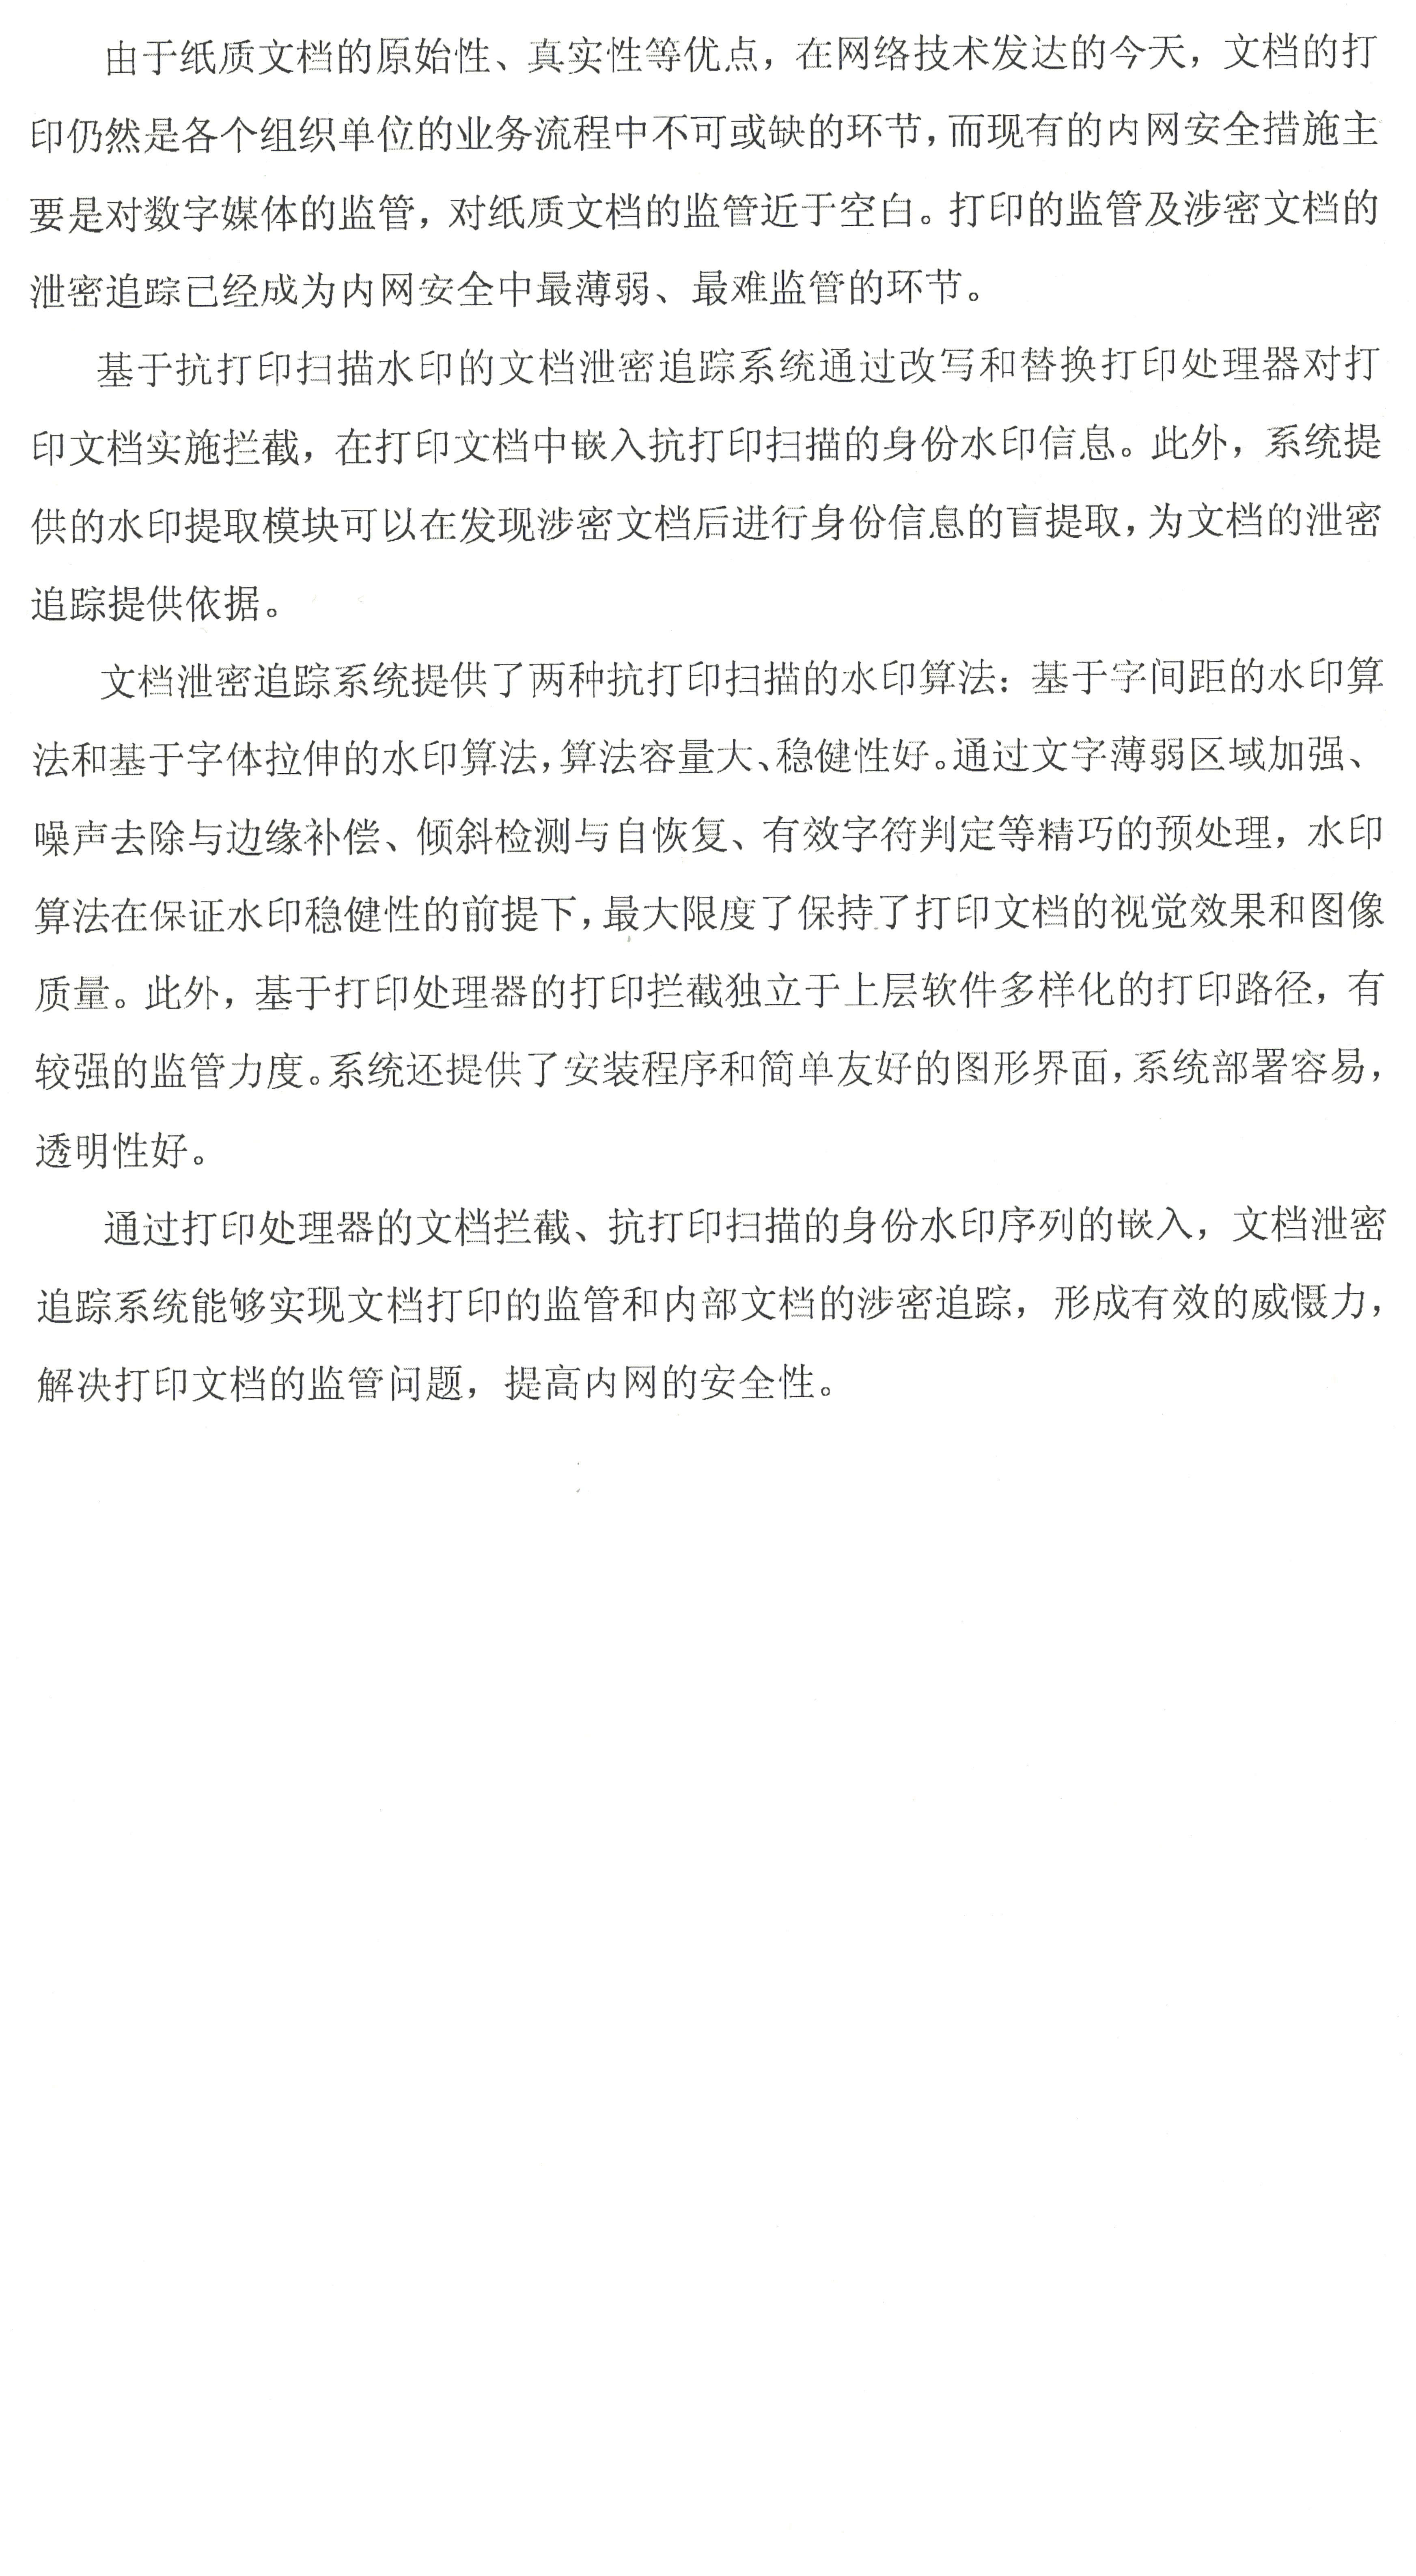 由于纸质文档的原始性、真实性等优点，在网络技术发达的今天，文档的打
印仍然是各个组织单位的业务流程中不可或缺的环节，而现有的内网安全措施主
要是对数字媒体的监管，对纸质文档的监管近于空白。打印的监管及涉密文档的
泄密追踪已经成为内网安全中最薄弱、最难监管的环节。
基于抗打印扫描水印的文档泄密追踪系统通过改写和替换打印处理器对打
印文档实施拦截，在打印文档中嵌入抗打印扫描的身份水印信息。此外，系统提
供的水印提取模块可以在发现涉密文档后进行身份信息的盲提取，为文档的泄密
追踪提供依据。
文档泄密追踪系统提供了两种抗打印扫描的水印算法：基于字间距的水印算
法和基于字体拉伸的水印算法，算法容量大、稳健性好。通过文字薄弱区域加强、
噪声去除与边缘补偿、倾斜检测与自恢复、有效字符判定等精巧的预处理，水印
算法在保证水印稳健性的前提下，最大限度了保持了打印文档的视觉效果和图像
质量。此外，基于打印处理器的打印拦截独立于上层软件多样化的打印路径，有
较强的监管力度。系统还提供了安装程序和简单友好的图形界面，系统部署容易，
透明性好。
通过打印处理器的文档拦截、抗打印扫描的身份水印序列的嵌入，文档泄密
追踪系统能够实现文档打印的监管和内部文档的涉密追踪，形成有效的威慑力，
解决打印文档的监管问题，提高内网的安全性。